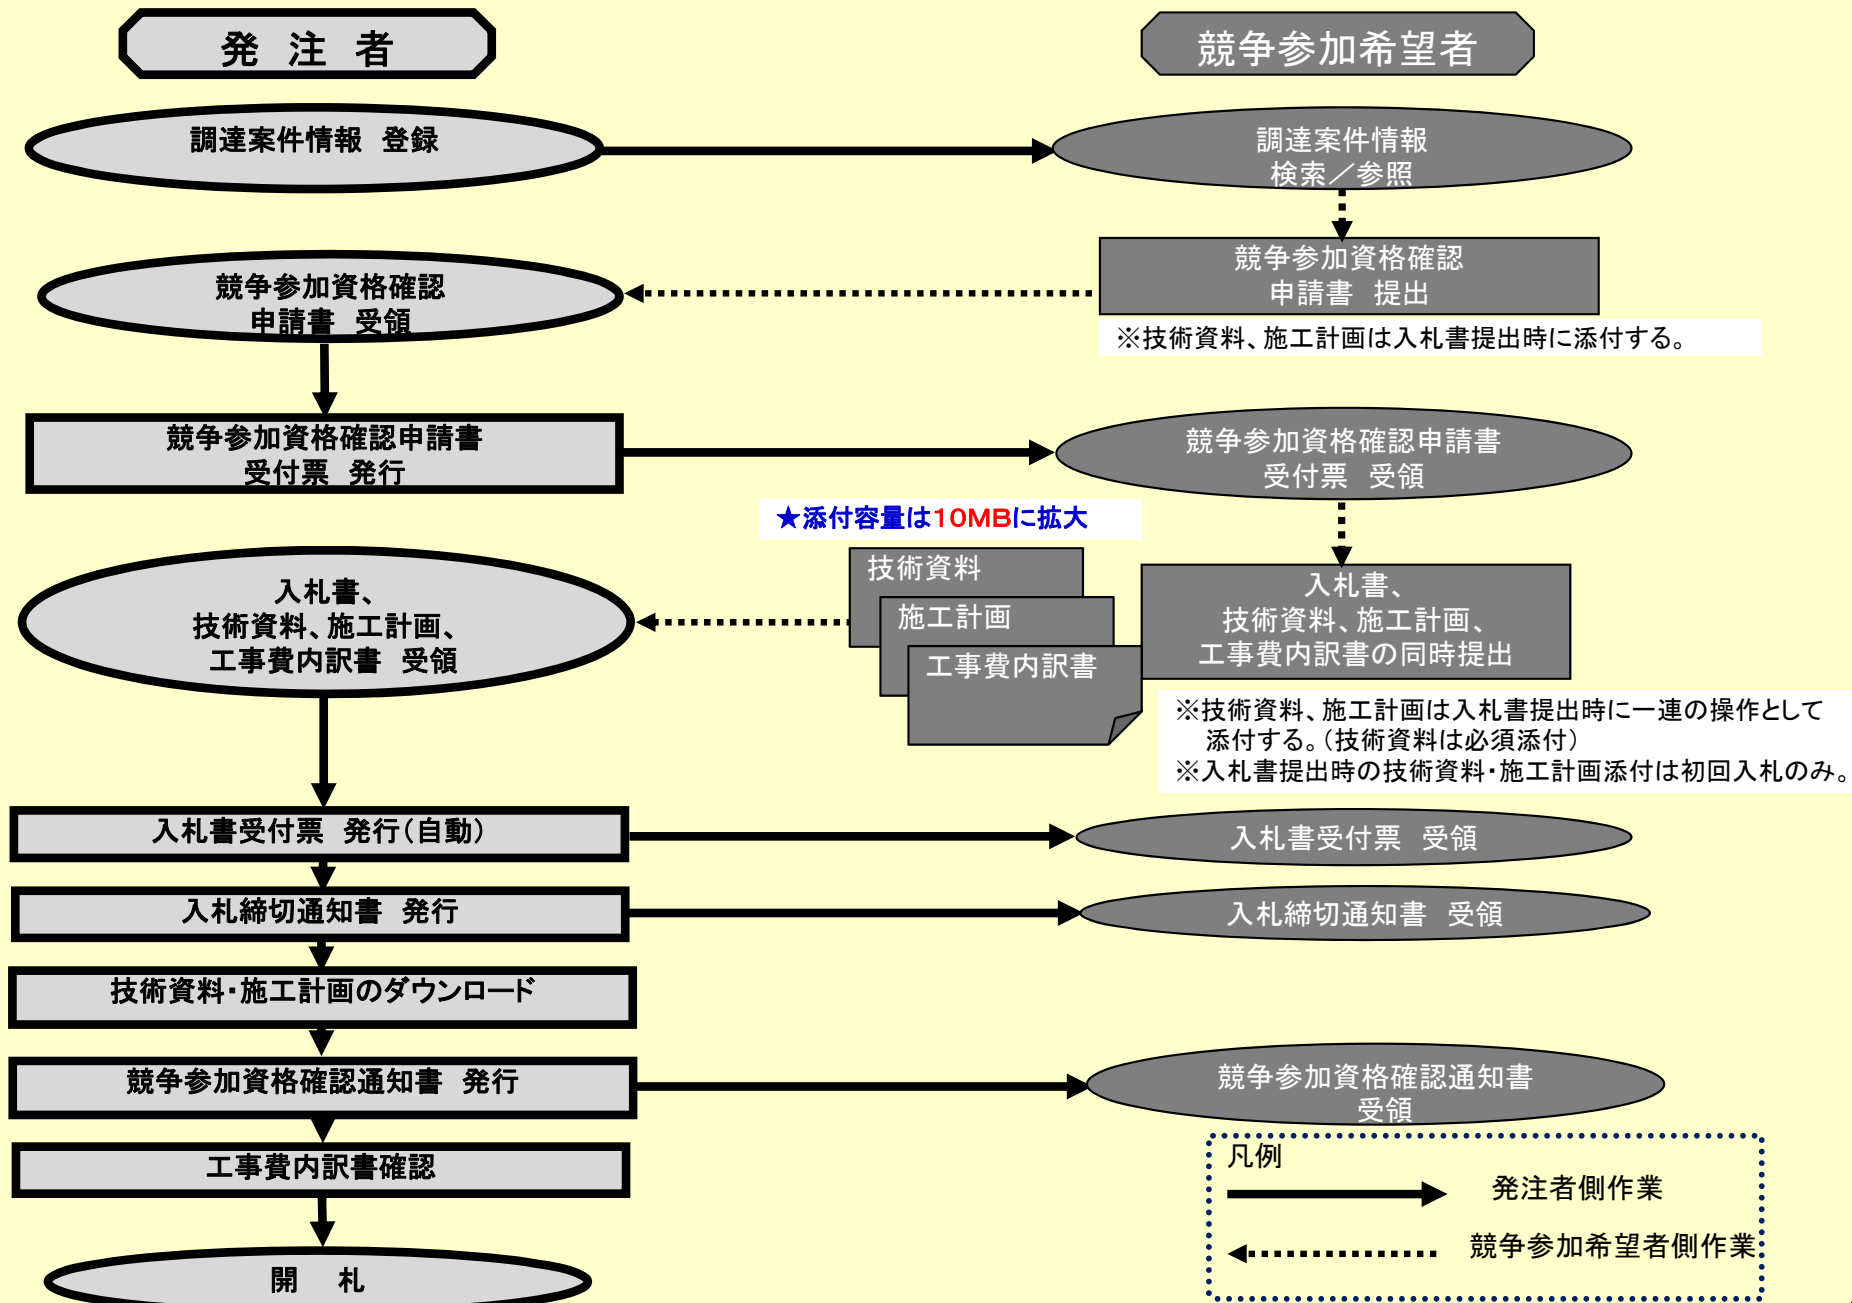 発　注　者
競争参加希望者
調達案件情報　登録
調達案件情報
検索／参照
競争参加資格確認
申請書　提出
競争参加資格確認
申請書　受領
※技術資料、施工計画は入札書提出時に添付する。
競争参加資格確認申請書
受付票　発行
競争参加資格確認申請書
受付票　受領
★添付容量は10MBに拡大
技術資料
施工計画
工事費内訳書
入札書、
技術資料、施工計画、
工事費内訳書の同時提出
入札書、
技術資料、施工計画、
工事費内訳書　受領
※技術資料、施工計画は入札書提出時に一連の操作として
添付する。（技術資料は必須添付）
※入札書提出時の技術資料・施工計画添付は初回入札のみ。
入札書受付票　発行（自動）
入札書受付票　受領
入札締切通知書　発行
入札締切通知書　受領
技術資料・施工計画のダウンロード
競争参加資格確認通知書　発行
競争参加資格確認通知書
受領
工事費内訳書確認
開　札
凡例
発注者側作業
競争参加希望者側作業